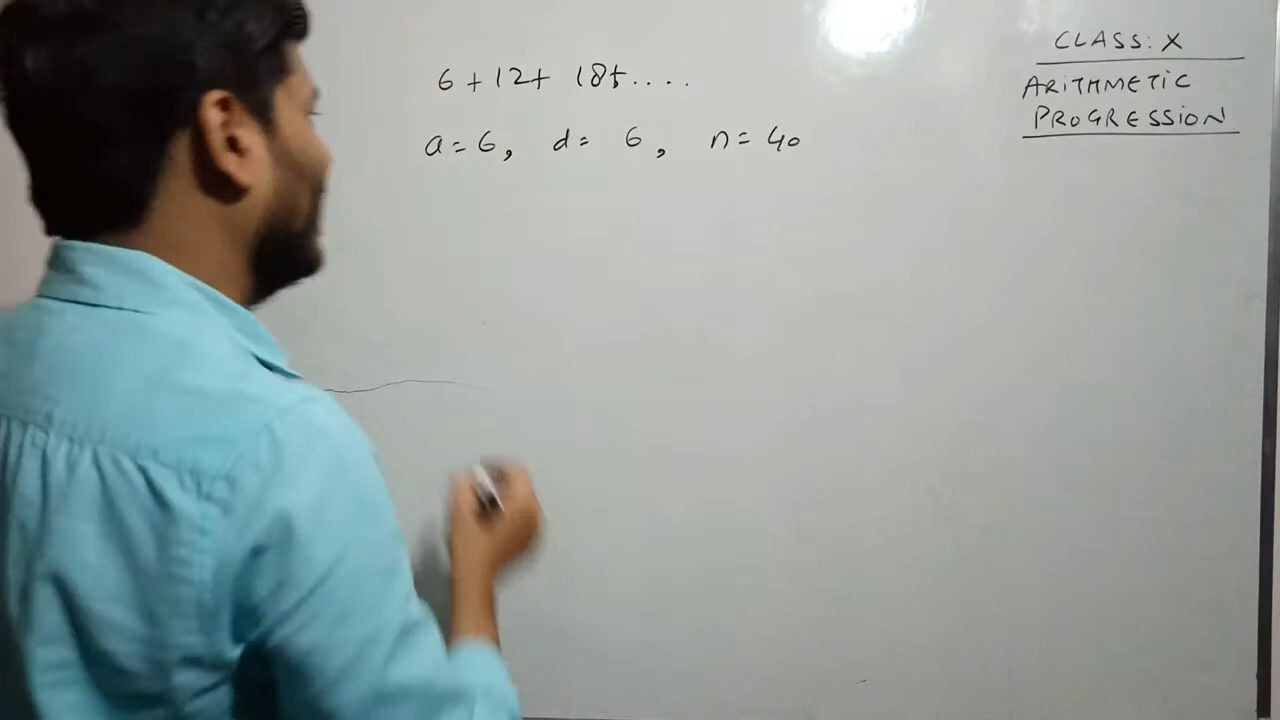 6 + 12 + 18 + ....
a = 6, d = 6, n = 40
CLASS: X
ARITHMETIC
PROGRESSION